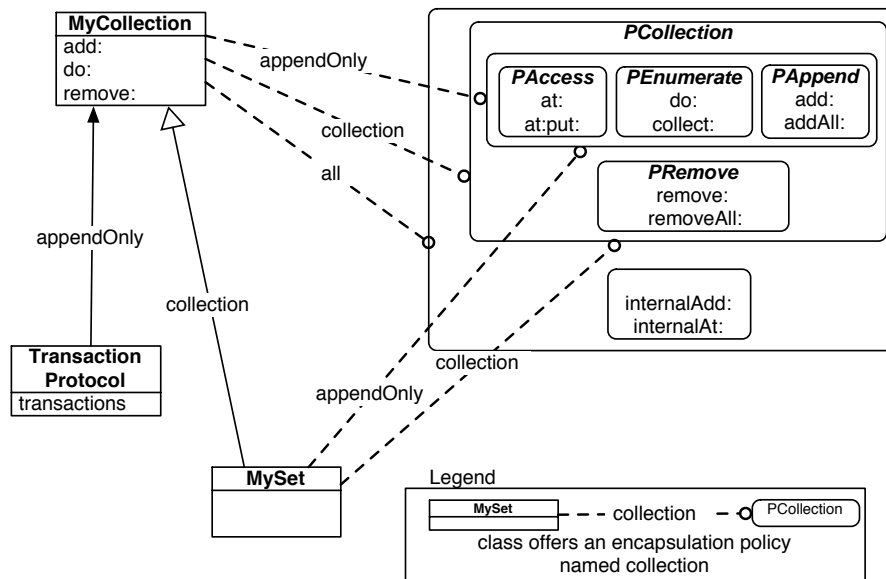 MyCollection
add:
do:
remove:
appendOnly
collection
all
PCollection
PAccess
at:
at:put:
PEnumerate
do:
collect:
PAppend
add:
addAll:
PRemove
remove:
removeAll:
internalAdd:
internalAt:
appendOnly
collection
Transaction
Protocol
transactions
appendOnly
collection
MySet
Legend
MySet
collection
PCollection
class offers an encapsulation policy
named collection